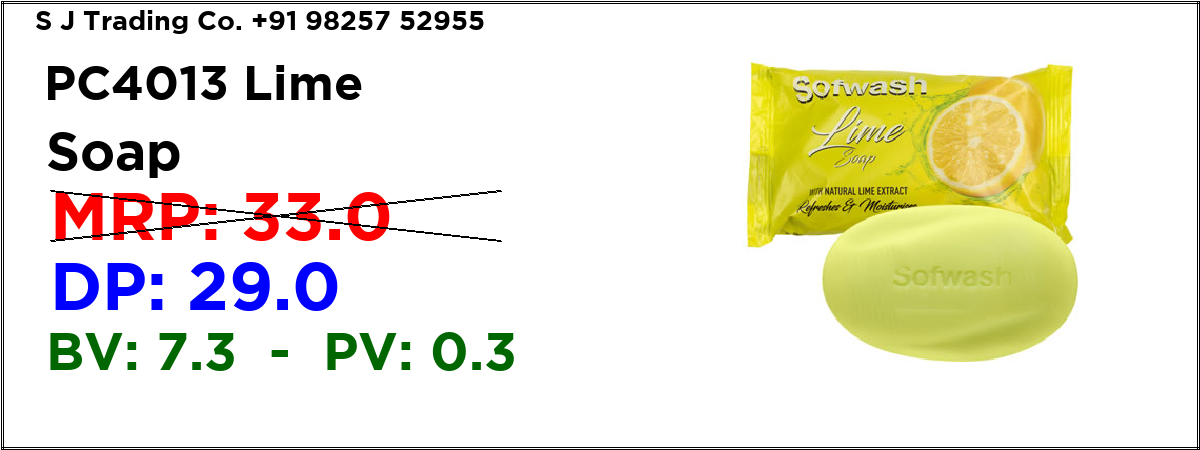 S J Trading Co. +91 98257 52955
PC4013 Lime
Soap
MRP: 33.0
DP: 29.0
BV: 7.3 - PV: 0.3
Sofwash
Lime
Soap
WITH NATURAL LIME EXTRACT
Refreshes & Moisturizes
Sofwash